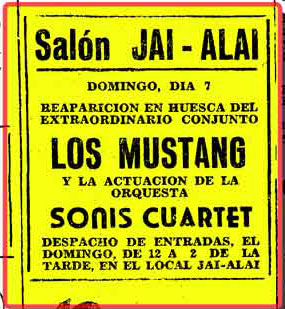 Salón JAI - ALAI
DOMINGO, DIA 7
REAPARICION EN HUESCA DEL
EXTRAORDINARIO CONJUNTO
LOS MUSTANG
Y LA ACTUACION DE LA
ORQUESTA
SONIS CUARTET
DESPACHO DE ENTRADAS, EL
DOMINGO, DE 12 A 2 DE LA
TARDE, EN EL LOCAL JAI-ALAI